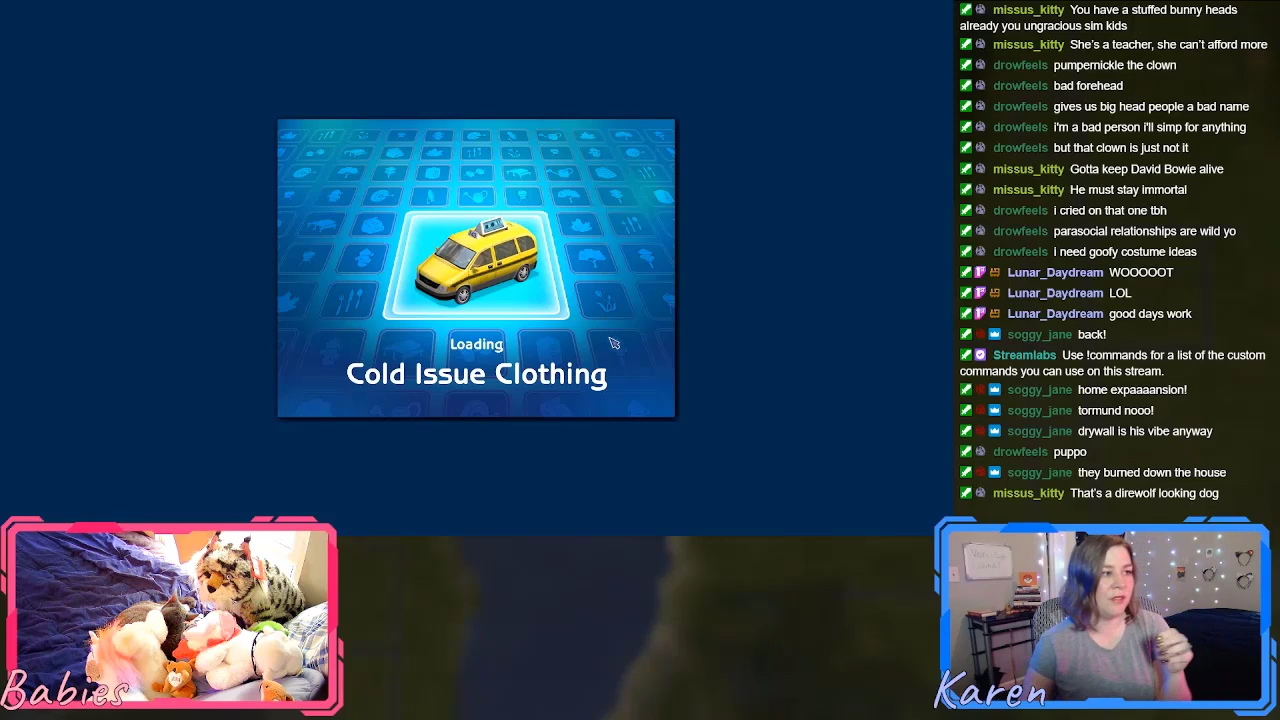 missus_kitty You have a stuffed bunny heads
already you ungracious sim kids
missus_kitty She's a teacher, she can't afford more
drowfeels pumpernickle the clown
drowfeels bad forehead
drowfeels gives us big head people a bad name
drowfeels i'm a bad person i'll simp for anything
drowfeels but that clown is just not it
missus_kitty Gotta keep David Bowie alive
missus_kitty He must stay immortal
drowfeels i cried on that one tbh
drowfeels parasocial relationships are wild yo
drowfeels i need goofy costume ideas
Lunar_Daydream WOOOOOT
Lunar_Daydream LOL
Lunar_Daydream good days work
soggy_jane back!
Streamlabs Use !commands for a list of the custom
commands you can use on this stream.
soggy_jane home expaaansion!
soggy_jane tormund nooo!
soggy_jane drywall is his vibe anyway
drowfeels puppo
soggy_jane they burned down the house
missus_kitty That's a direwolf looking dog
Loading
Cold Issue Clothing
Babies
Karen